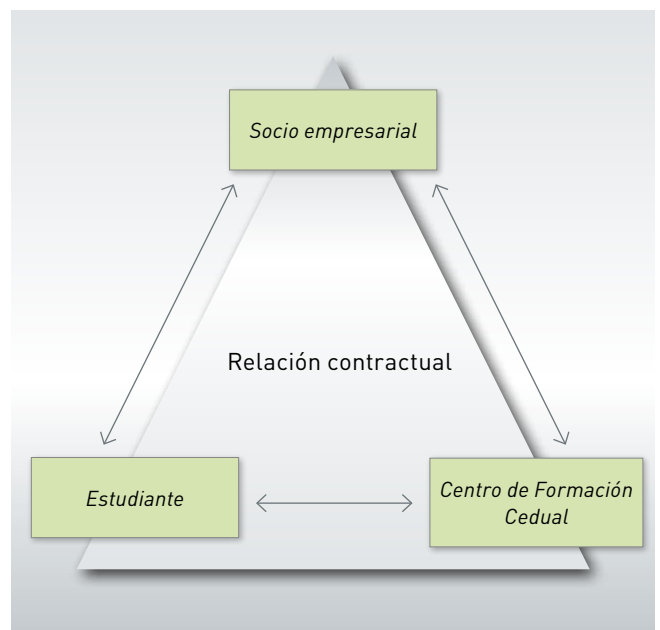 Socio empresarial
Relación contractual
Estudiante
Centro de Formación
Cedual